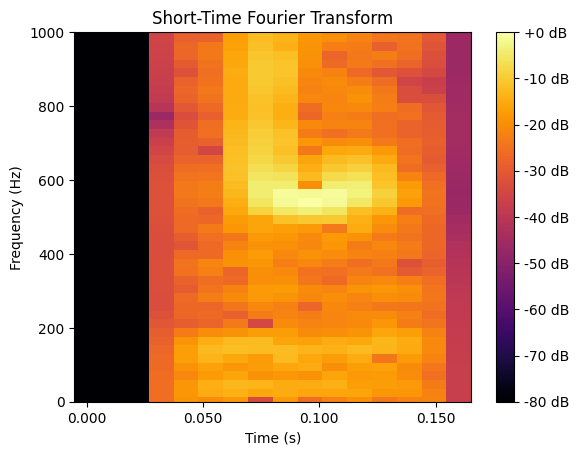 Short-Time Fourier Transform
1000
800
600
400
200
0
Frequency (Hz)
0.000
0.050
0.100
0.150
Time (s)
+0 dB
-10 dB
-20 dB
-30 dB
-40 dB
-50 dB
-60 dB
-70 dB
-80 dB